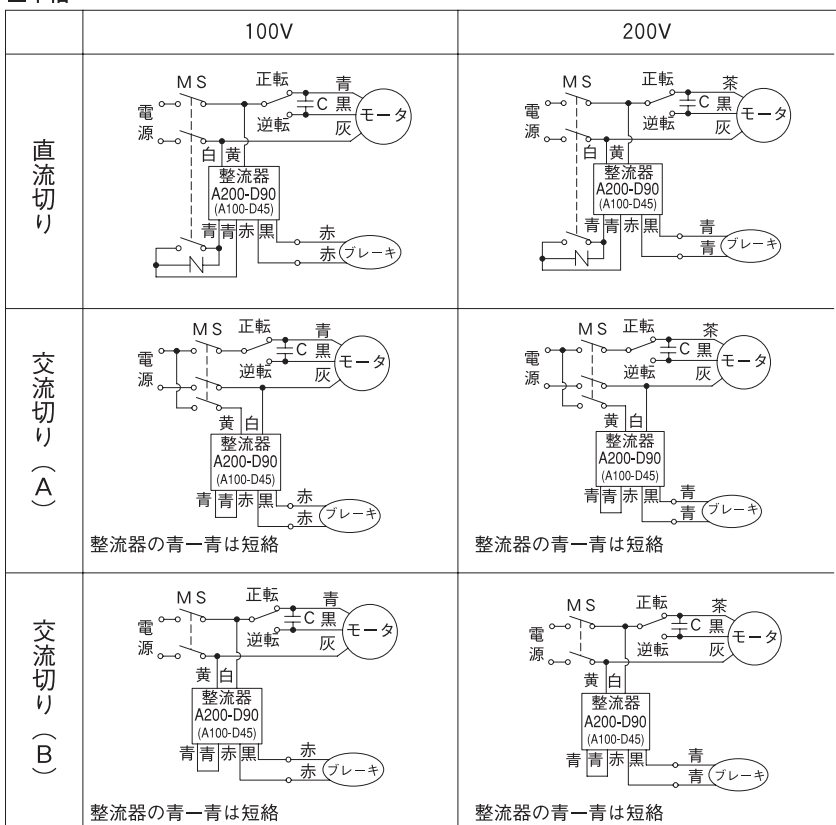 100V
200V
直流切り
MS
正転
青
電源
C
黒
モータ
逆転
灰
白 黄
整流器
A200-D90
(A100-D45)
青 青 赤 黒
赤
赤
ブレーキ
N
MS
正転
茶
電源
C
黒
モータ
逆転
灰
白 黄
整流器
A200-D90
(A100-D45)
青 青 赤 黒
青
青
ブレーキ
N
交流切り(A)
MS
正転
青
電源
C
黒
モータ
逆転
灰
黄 白
整流器
A200-D90
(A100-D45)
青 青 赤 黒
赤
赤
ブレーキ
整流器の青ー青は短絡
MS
正転
茶
電源
C
黒
モータ
逆転
灰
黄 白
整流器
A200-D90
(A100-D45)
青 青 赤 黒
青
青
ブレーキ
整流器の青ー青は短絡
交流切り(B)
MS
正転
青
電源
C
黒
モータ
逆転
灰
黄 白
整流器
A200-D90
(A100-D45)
青 青 赤 黒
赤
赤
ブレーキ
整流器の青ー青は短絡
MS
正転
茶
電源
C
黒
モータ
逆転
灰
黄 白
整流器
A200-D90
(A100-D45)
青 青 赤 黒
青
青
ブレーキ
整流器の青ー青は短絡